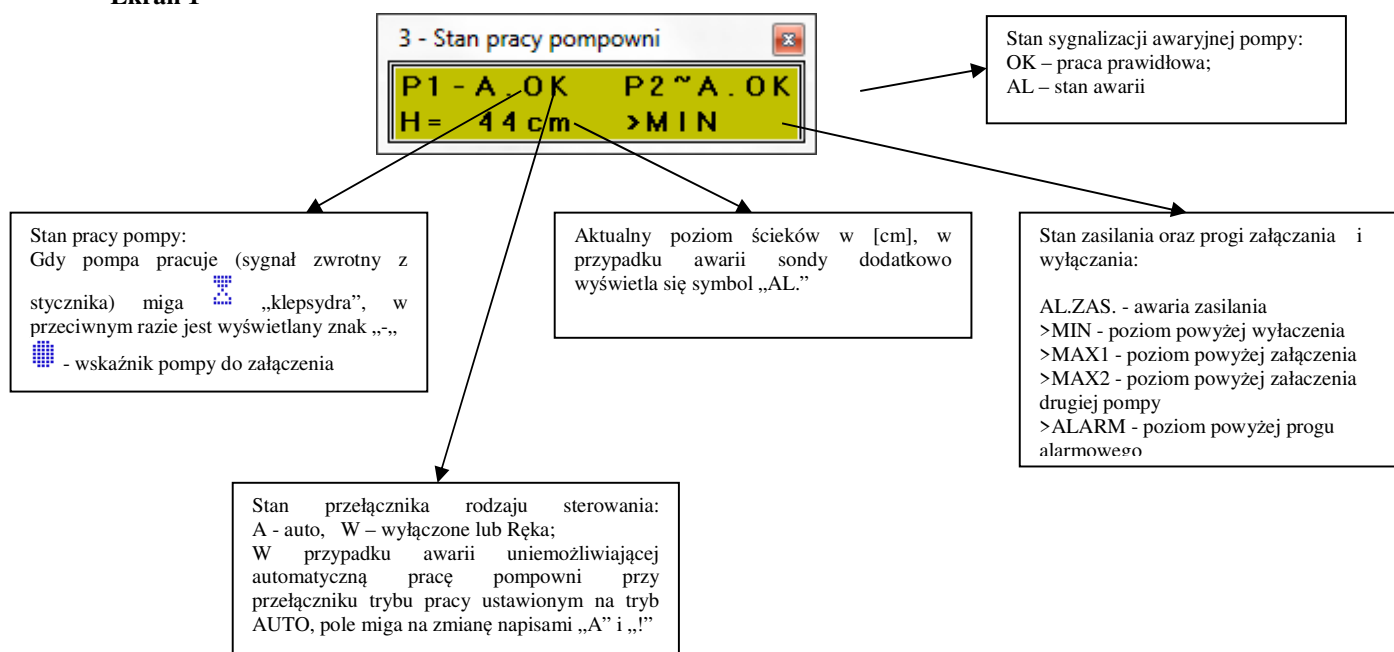 Ekran 1
3 - Stan pracy pompowni
P1-A.OK P2~A.OK
H= 44cm >MIN
Stan sygnalizacji awaryjnej pompy:
OK – praca prawidłowa;
AL – stan awarii
Stan pracy pompy:
Gdy pompa pracuje (sygnał zwrotny z
stycznika) miga „klepsydra”, w
przeciwnym razie jest wyświetlany znak „-„
- wskaźnik pompy do załączenia
Aktualny poziom ścieków w [cm], w
przypadku awarii sondy dodatkowo
wyświetla się symbol „AL.”
Stan zasilania oraz progi załączania i
wyłączania:
AL.ZAS. - awaria zasilania
>MIN - poziom powyżej wyłaczenia
>MAX1 - poziom powyżej załączenia
>MAX2 - poziom powyżej załaczenia
drugiej pompy
>ALARM - poziom powyżej progu
alarmowego
Stan przełącznika rodzaju sterowania:
A - auto, W – wyłączone lub Ręka;
W przypadku awarii uniemożliwiającej
automatyczną pracę pompowni przy
przełączniku trybu pracy ustawionym na tryb
AUTO, pole miga na zmianę napisami „A” i „!”